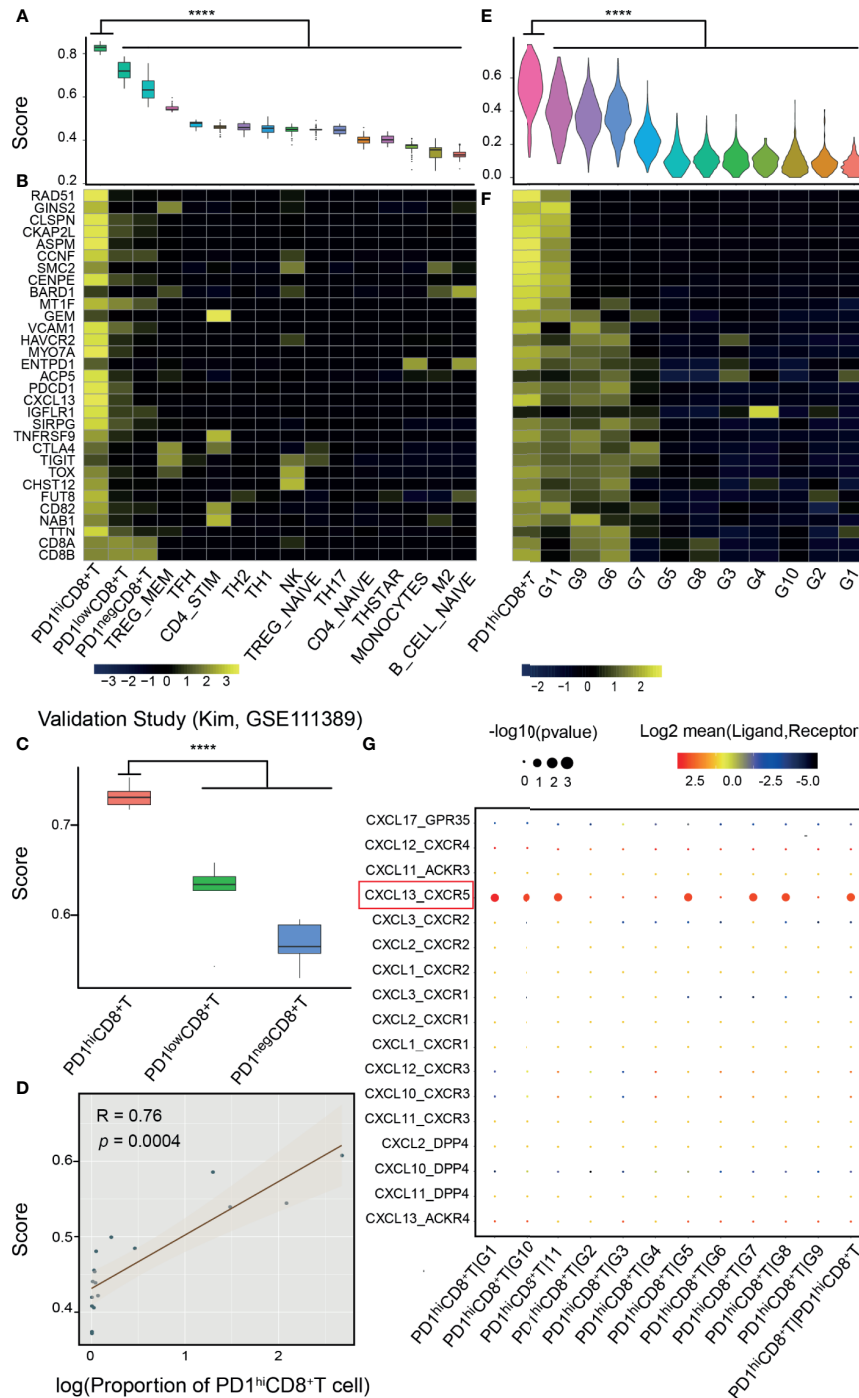 A
****
Score
0.8
0.6
0.4
0.2
B
RAD51
GINS2
CLSPN
CKAP2L
ASPM
CCNF
SMC2
CENPE
BARD1
MT1F
GEM
VCAM1
HAVCR2
MYO7A
ENTPD1
ACP5
PDCD1
CXCL13
IGFLR1
SIRPG
TNFRSF9
CTLA4
TIGIT
TOX
CHST12
FUT8
CD82
NAB1
TTN
CD8A
CD8B
PD1hiCD8+T
PD1lowCD8+T
PD1negCD8+T
TREG_MEM
TFH
CD4_STIM
TH2
TH1
NK
TREG_NAIVE
TH17
CD4_NAIVE
THSTAR
MONOCYTES
M2
B_CELL_NAIVE
−3 −2 −1 0 1 2 3
E
****
0.6
0.4
0.2
0.0
F
PD1hiCD8+T
G11
G9
G6
G7
G5
G8
G3
G4
G10
G2
G1
−2 −1 0 1 2
Validation Study (Kim, GSE111389)
C
****
Score
0.7
0.6
PD1hiCD8+T
PD1lowCD8+T
PD1negCD8+T
D
R = 0.76
p = 0.0004
Score
0.6
0.5
0.4
0 1 2
log(Proportion of PD1hiCD8+T cell)
G
-log10(pvalue)
0 1 2 3
Log2 mean(Ligand,Receptor
2.5 0.0 -2.5 -5.0
CXCL17_GPR35
CXCL12_CXCR4
CXCL11_ACKR3
CXCL13_CXCR5
CXCL3_CXCR2
CXCL2_CXCR2
CXCL1_CXCR2
CXCL3_CXCR1
CXCL2_CXCR1
CXCL1_CXCR1
CXCL12_CXCR3
CXCL10_CXCR3
CXCL11_CXCR3
CXCL2_DPP4
CXCL10_DPP4
CXCL11_DPP4
CXCL13_ACKR4
PD1hiCD8+T|G1
PD1hiCD8+T|G10
PD1hiCD8+T|11
PD1hiCD8+T|G2
PD1hiCD8+T|G3
PD1hiCD8+T|G4
PD1hiCD8+T|G5
PD1hiCD8+T|G6
PD1hiCD8+T|G7
PD1hiCD8+T|G8
PD1hiCD8+T|G9
PD1hiCD8+T|PD1hiCD8+T